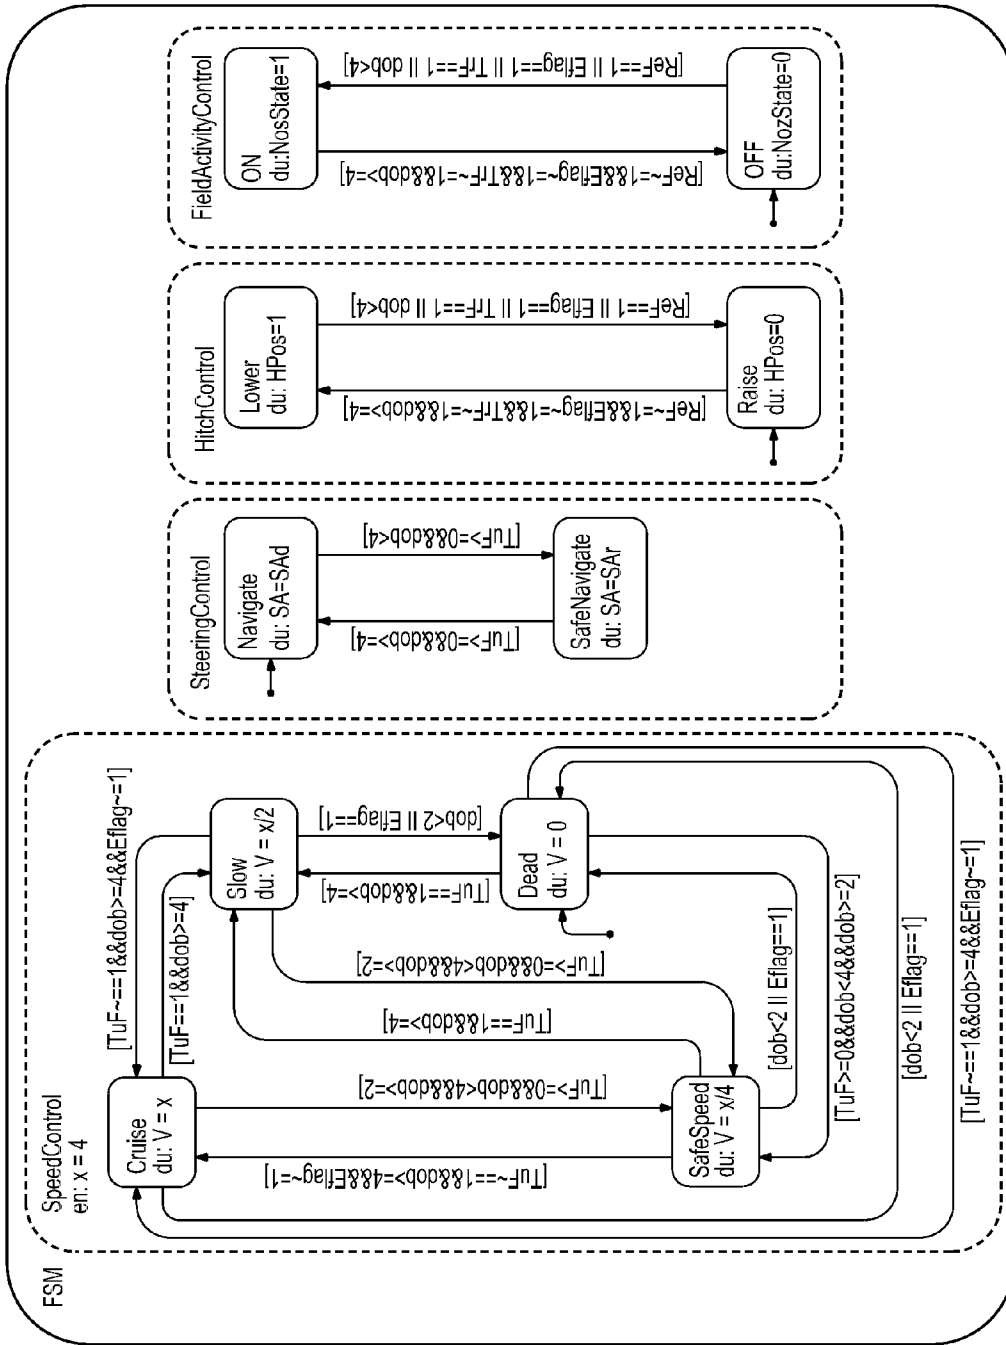 FSM
SpeedControl
en: x = 4
Cruise
du: V = x
[TuF~==1&&dob>=4&&Eflag~=1]
[TuF==1&&dob>=4]
Slow
du: V = x/2
[TuF>=0&&dob<4&&dob>=2]
[TuF~==1&&dob>=4&&Eflag~=1]
[TuF==1&&dob>=4]
[TuF>=0&&dob<4&&dob>=2]
[TuF==1&&dob>=4]
[dob<2 || Eflag==1]
SafeSpeed
du: V = x/4
Dead
du: V = 0
[dob<2 || Eflag==1]
[TuF>=0&&dob<4&&dob>=2]
[dob<2 || Eflag==1]
[TuF~==1&&dob>=4&&Eflag~=1]
SteeringControl
Navigate
du: SA=SAd
[TuF>=0&&dob>=4]
[TuF>=0&&dob<4]
SafeNavigate
du: SA=SAr
HitchControl
Lower
du: HPos=1
[ReF~=1&&Eflag~=1&&TrF~=1&&dob>=4]
[ReF==1 || Eflag==1 || TrF==1 || dob<4]
Raise
du: HPos=0
FieldActivityControl
ON
du:NosState=1
[ReF~=1&&Eflag~=1&&TrF~=1&&dob>=4]
[ReF==1 || Eflag==1 || TrF==1 || dob<4]
OFF
du:NozState=0